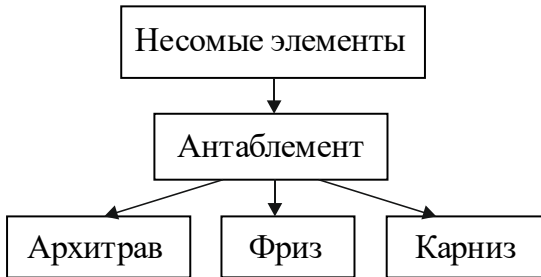 Несомые элементы
Антаблемент
Архитрав Фриз Карниз